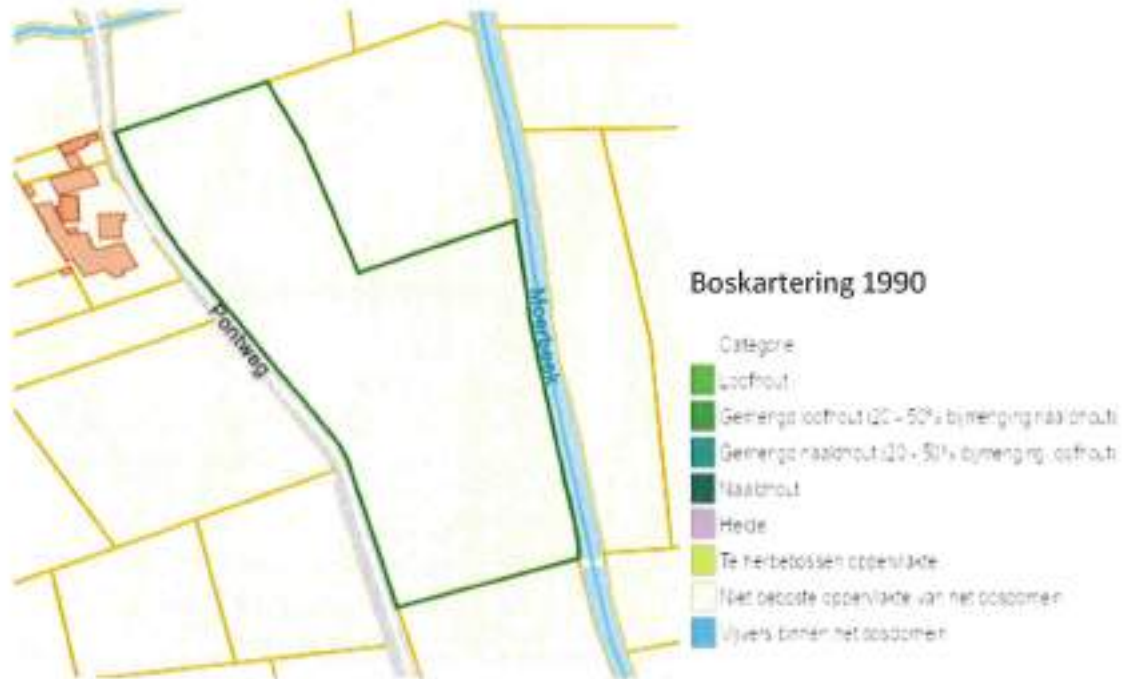 Pontweg
Moerbeek
Boskartering 1990
Categorie
Loofhout
Gemengd loofhout (20 - 50% bijmenging naaldhout)
Gemengd naaldhout (20 - 50% bijmenging loofhout)
Naaldhout
Heide
Te herbebossen oppervlakte
Niet beboste oppervlakte van het bosdomein
Vijvers binnen het bosdomein